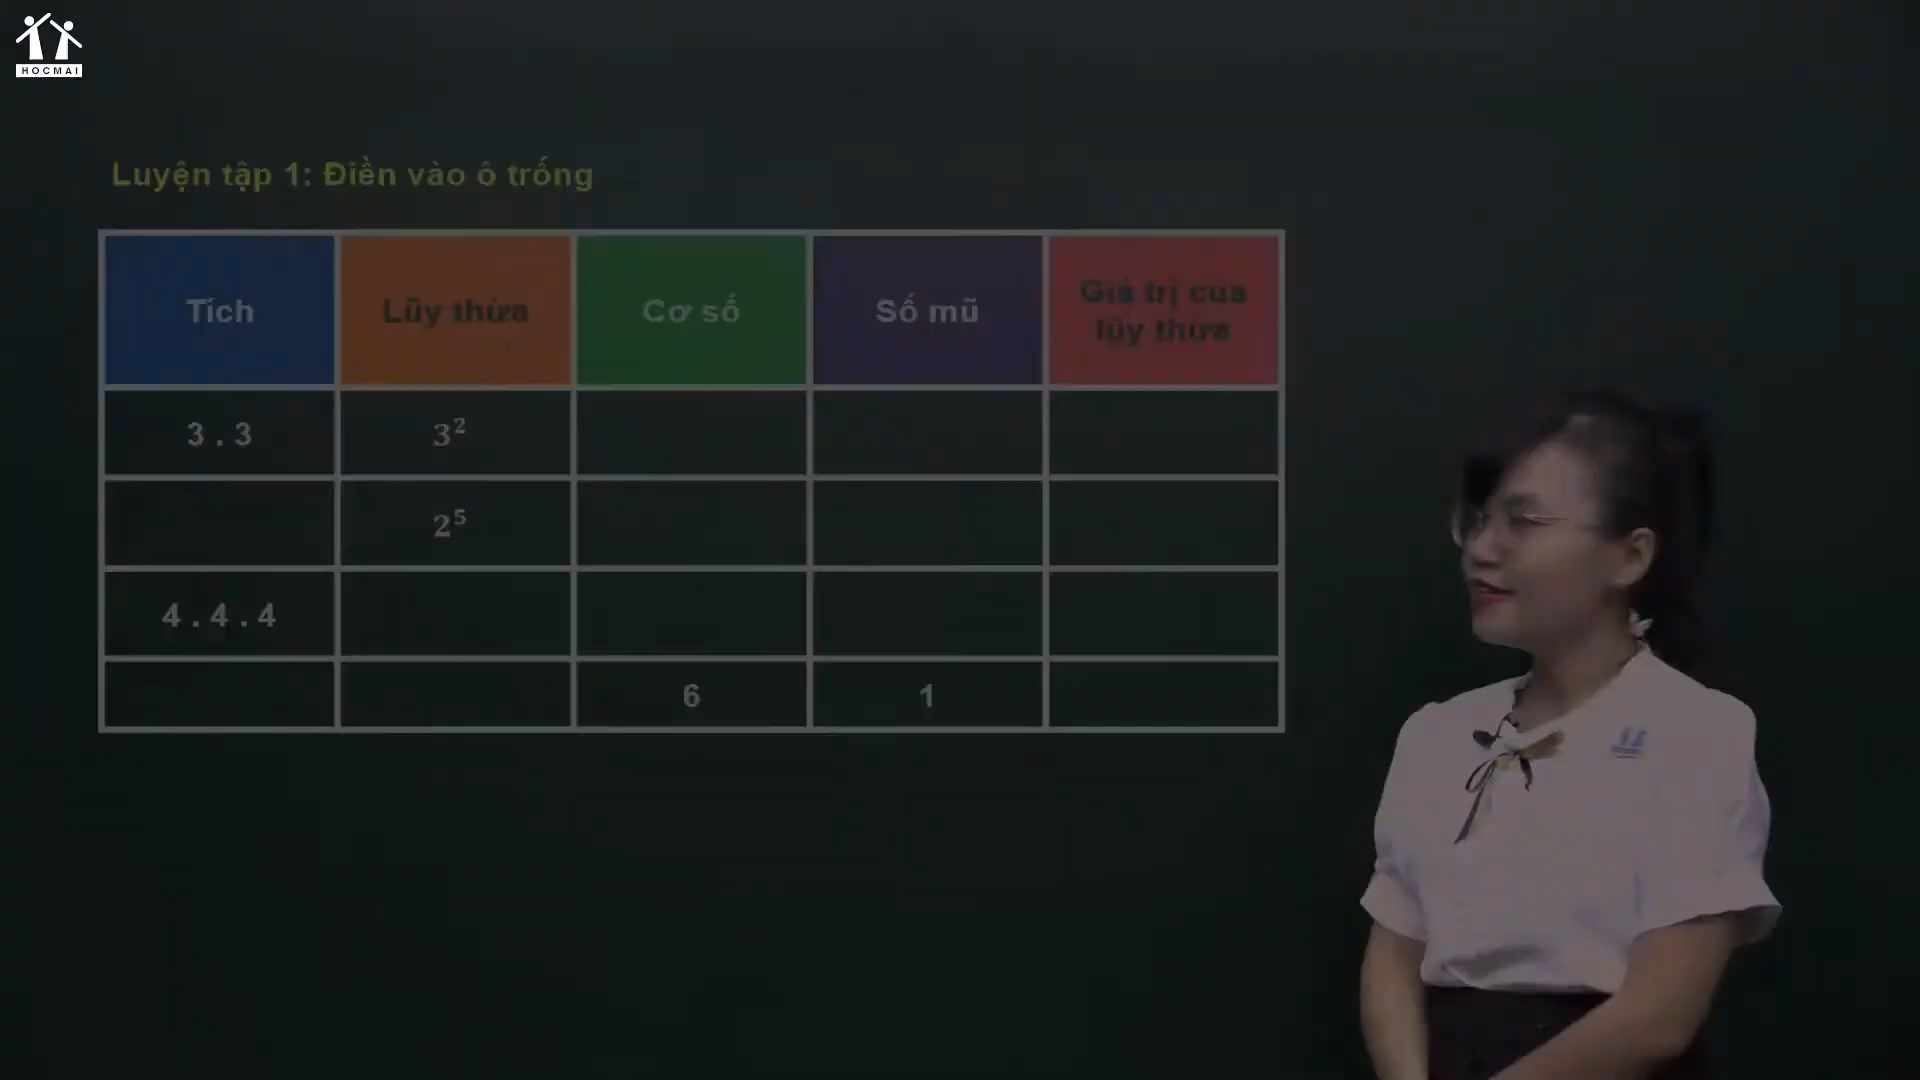 HOCMAI
Luyện tập 1: Điền vào ô trống
Tích
Lũy thừa
Cơ số
Số mũ
Giá trị của
lũy thừa
3 . 3
3²
2⁵
4 . 4 . 4
6
1